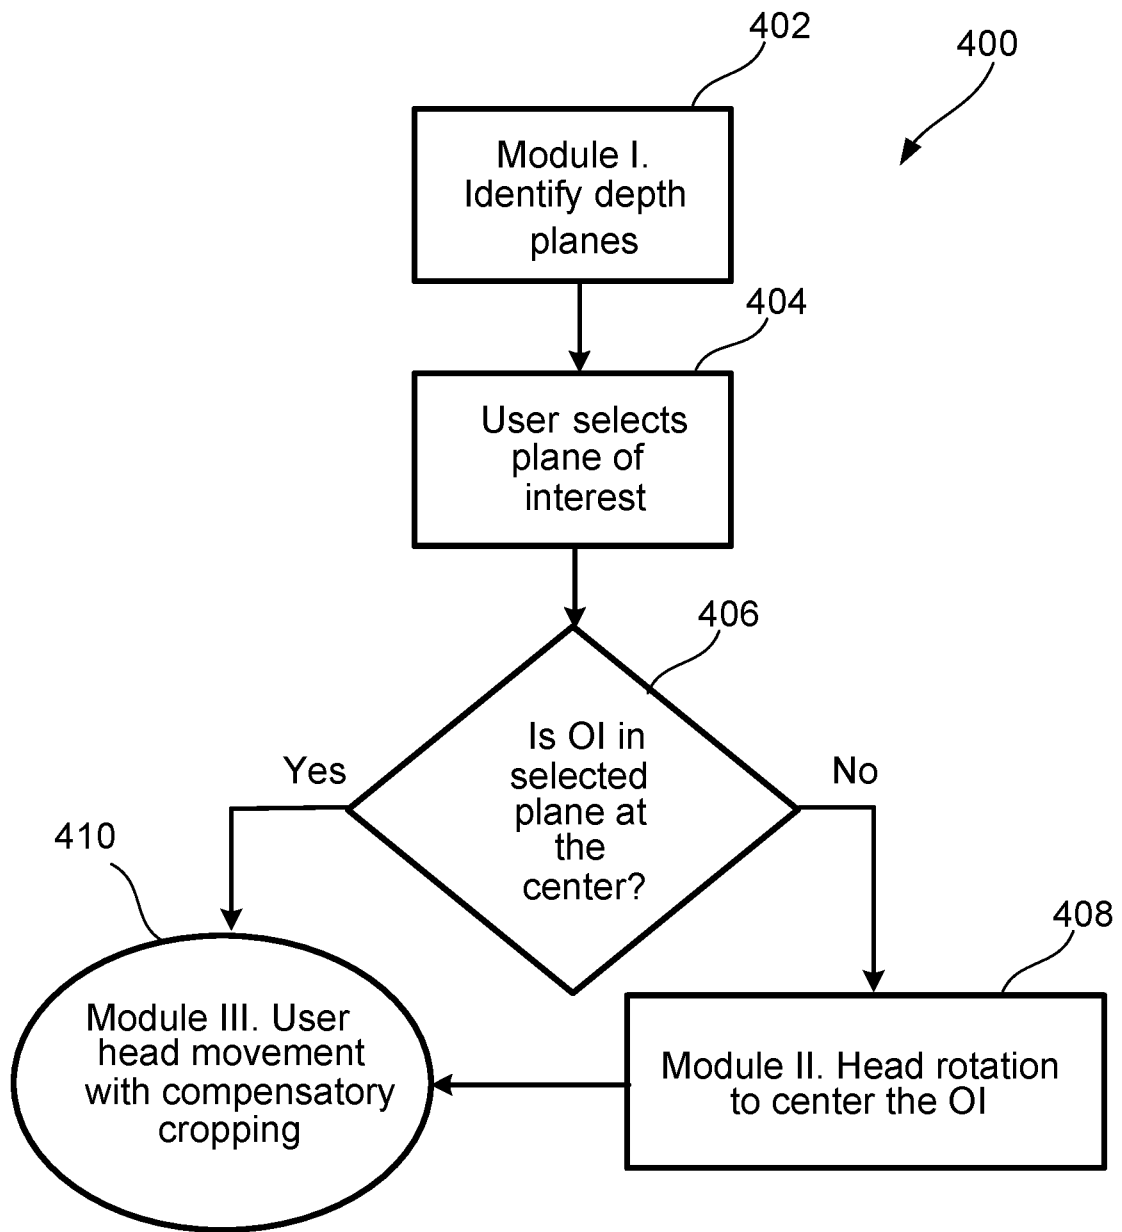 402
400
Module I.
Identify depth
planes
404
User selects
plane of
interest
406
Is OI in
selected
plane at
the
center?
Yes
No
410
408
Module III. User
head movement
with compensatory
cropping
Module II. Head rotation
to center the OI